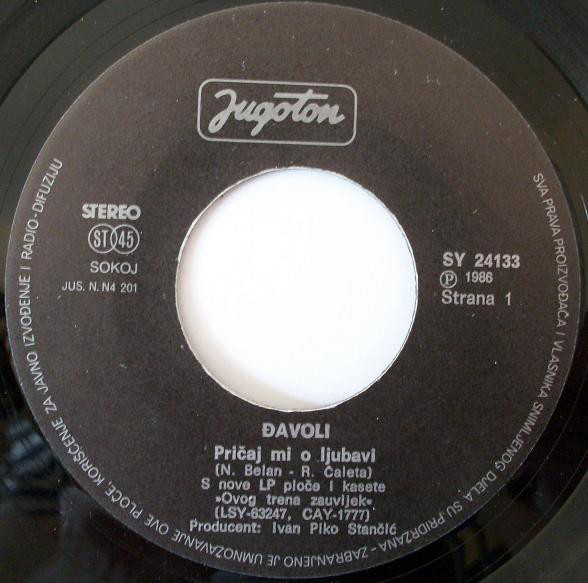 Jugoton
STEREO
ST 45
SOKOJ
JUS. N. N4 201
SY 24133
Ⓟ 1986
Strana 1
ĐAVOLI
Pričaj mi o ljubavi
(N. Belan - R. Čaleta)
S nove LP ploče i kasete
»Ovog trena zauvijek«
(LSY-63247, CAY-1777)
Producent: Ivan Piko Stančić
SVA PRAVA PROIZVOĐAČA I VLASNIKA SNIMLJENOG DJELA SU PRIDRZANA - ZABRANJENO JE UMNOŽAVANJE OVE PLOČE, KORIŠĆENJE ZA JAVNO IZVOĐENJE I RADIO-DIFUZIJU